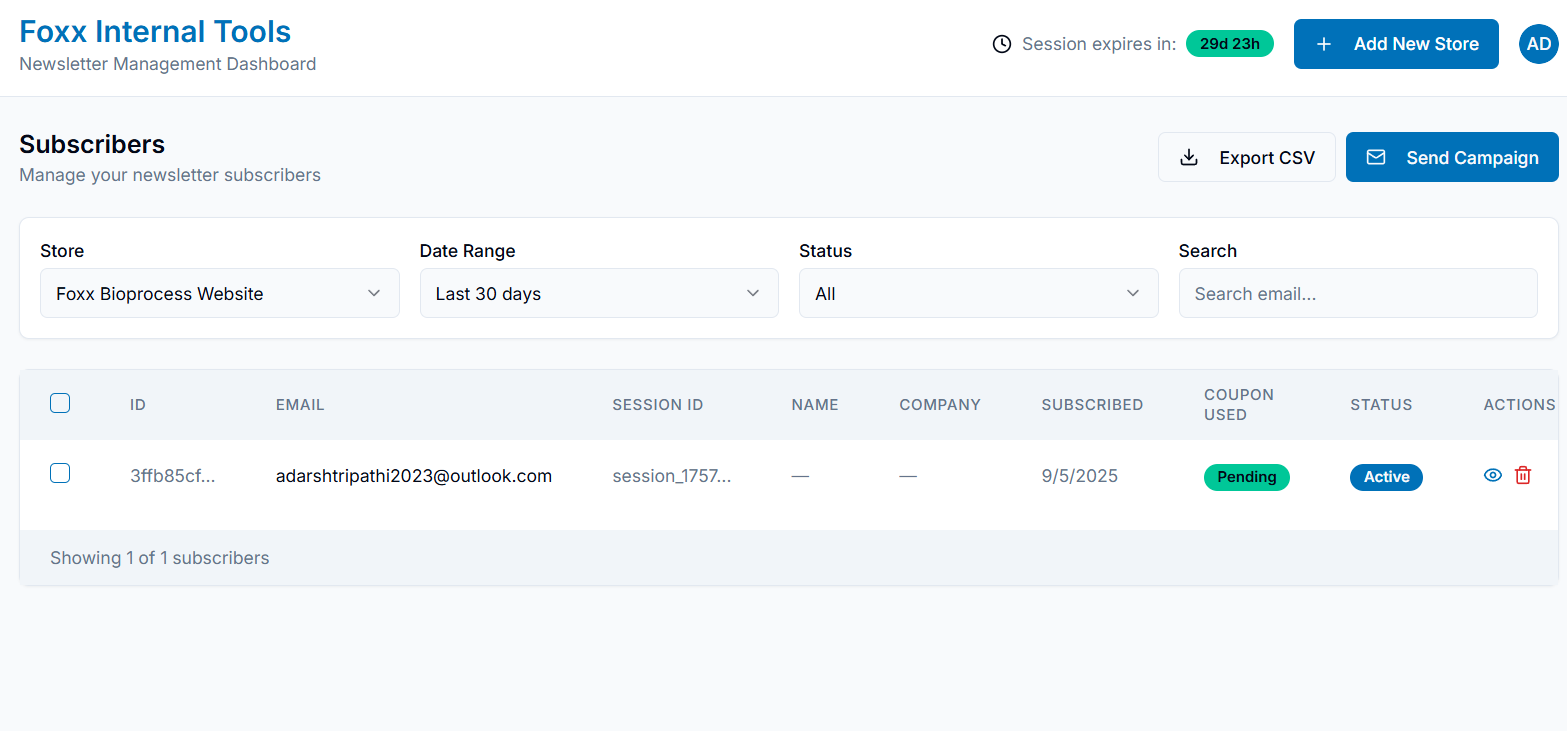 Foxx Internal Tools
Newsletter Management Dashboard
Session expires in: 29d 23h
Add New Store
AD
Subscribers
Manage your newsletter subscribers
Export CSV
Send Campaign
Store Date Range Status Search
Foxx Bioprocess Website Last 30 days All Search email...
ID EMAIL SESSION ID NAME COMPANY SUBSCRIBED COUPON USED STATUS ACTIONS
3ffb85cf... adarshtripathi2023@outlook.com session_1757... — — 9/5/2025 Pending Active
Showing 1 of 1 subscribers